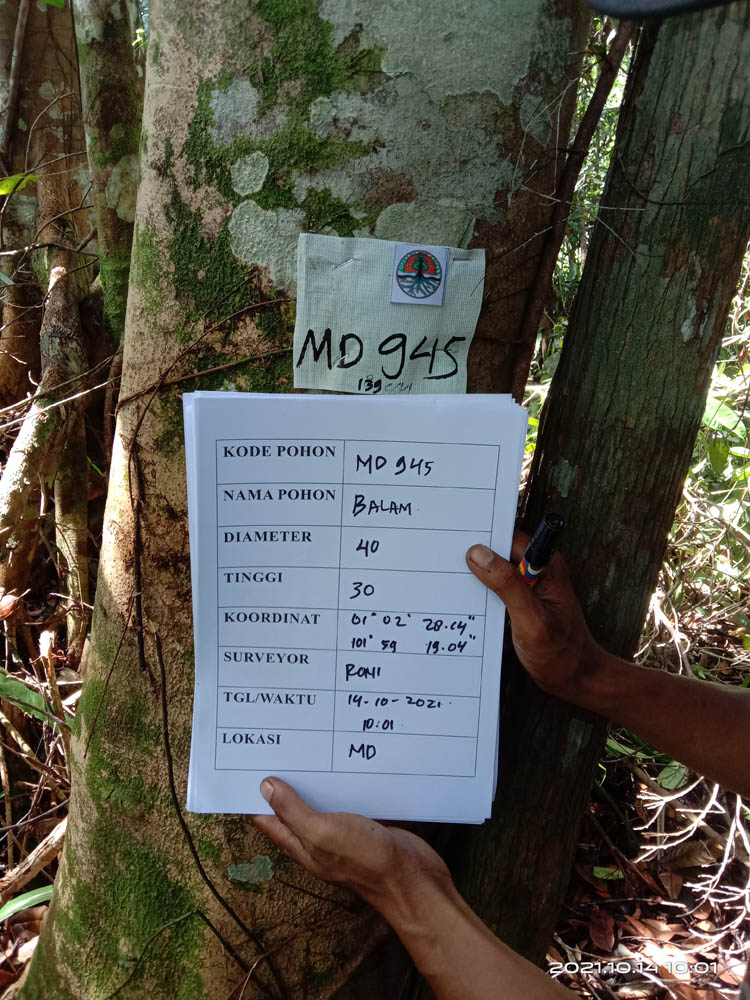 MD 945
139 cm
KODE POHON MD 945
NAMA POHON BALAM
DIAMETER 40
TINGGI 30
KOORDINAT 01° 02' 28.14"
101° 59 19.04"
SURVEYOR RONI
TGL/WAKTU 14-10-2021
10:01
LOKASI MD
2021.10.14 10:01